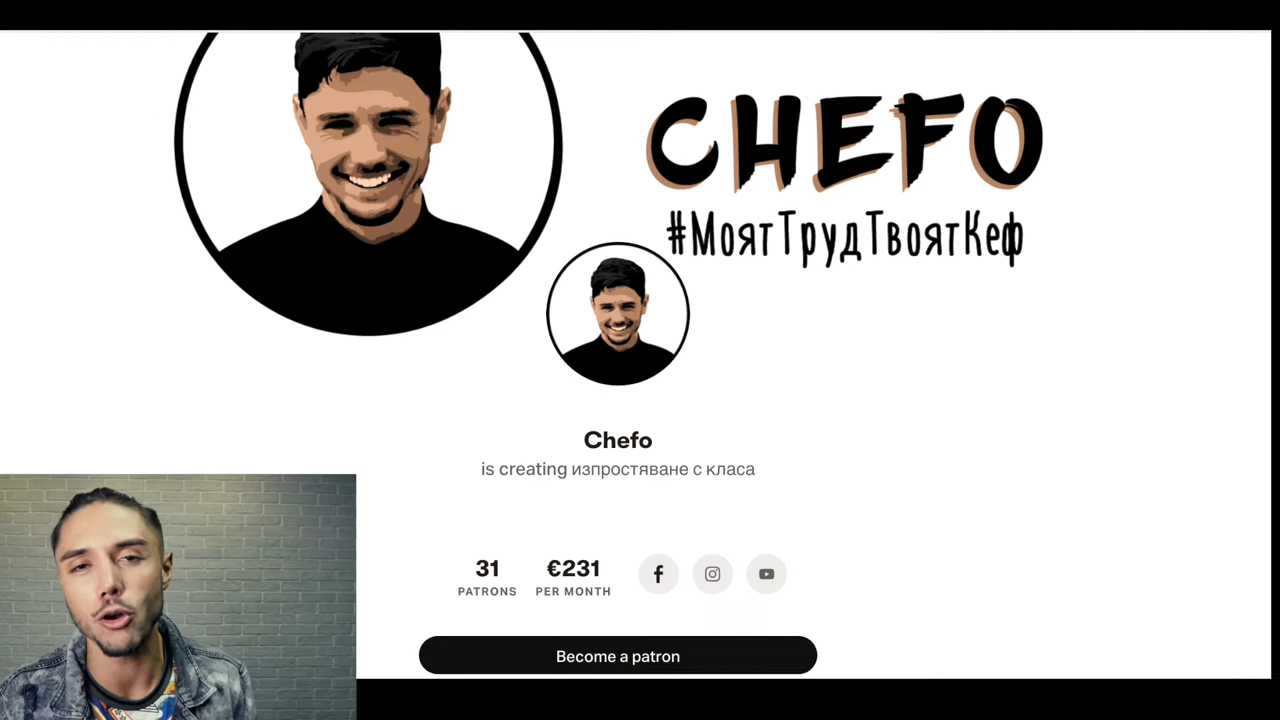 CHEFO
#МоятТрудТвоятКеф
Chefo
is creating изпростяване с класа
31
PATRONS
€231
PER MONTH
Become a patron